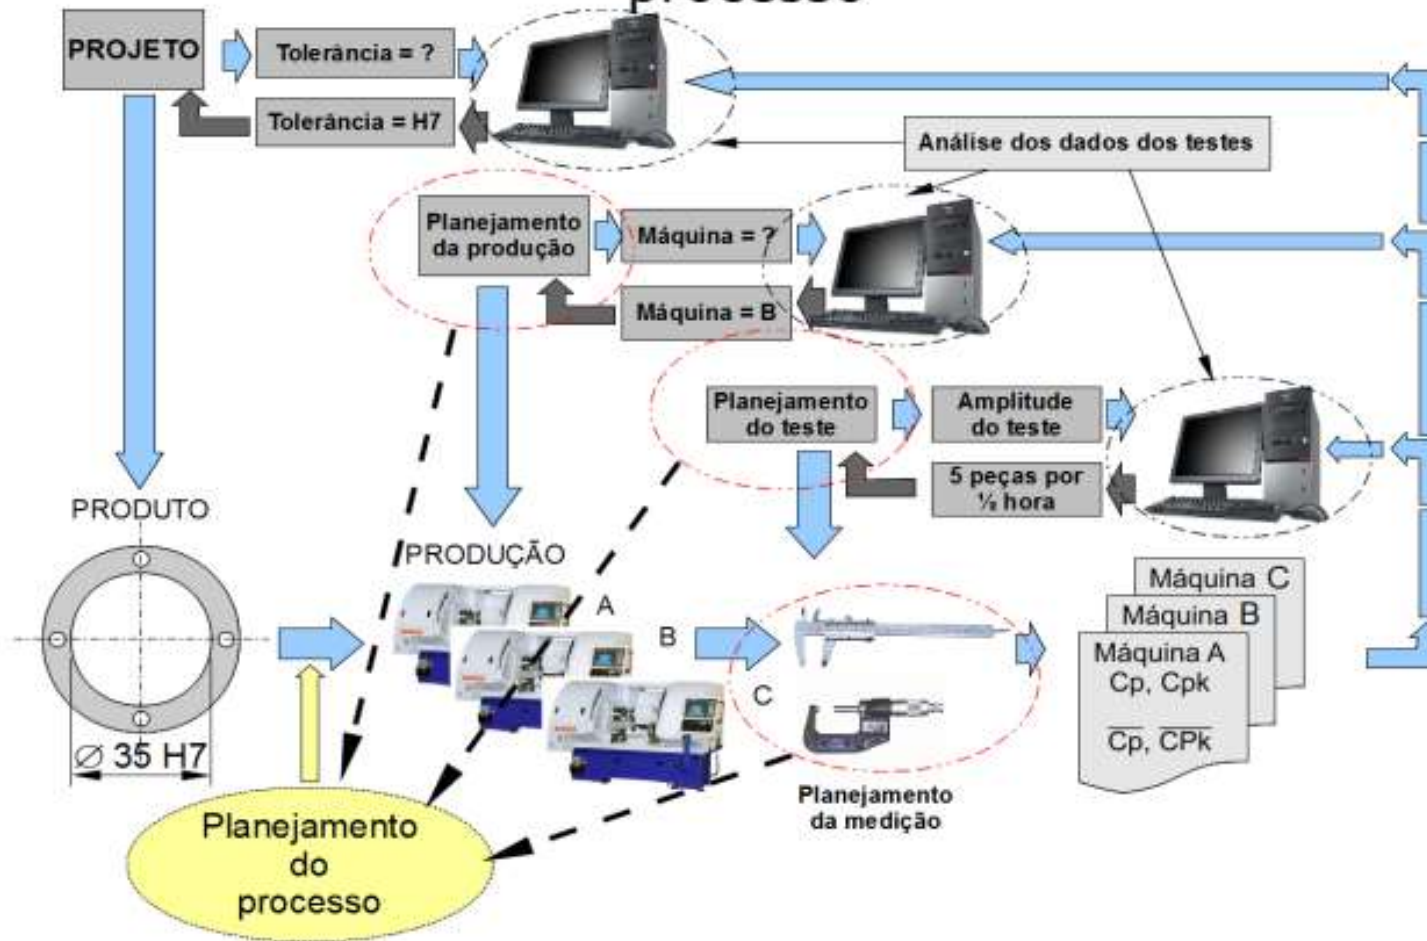 processo
PROJETO
Tolerância = ?
Tolerância = H7
Análise dos dados dos testes
Planejamento
da produção
Máquina = ?
Máquina = B
Planejamento
do teste
Amplitude
do teste
5 peças por
½ hora
PRODUTO
PRODUÇÃO
A
B
C
Máquina C
Máquina B
Máquina A
Cp, Cpk
Cp, CPk
Ø 35 H7
Planejamento
da medição
Planejamento
do
processo